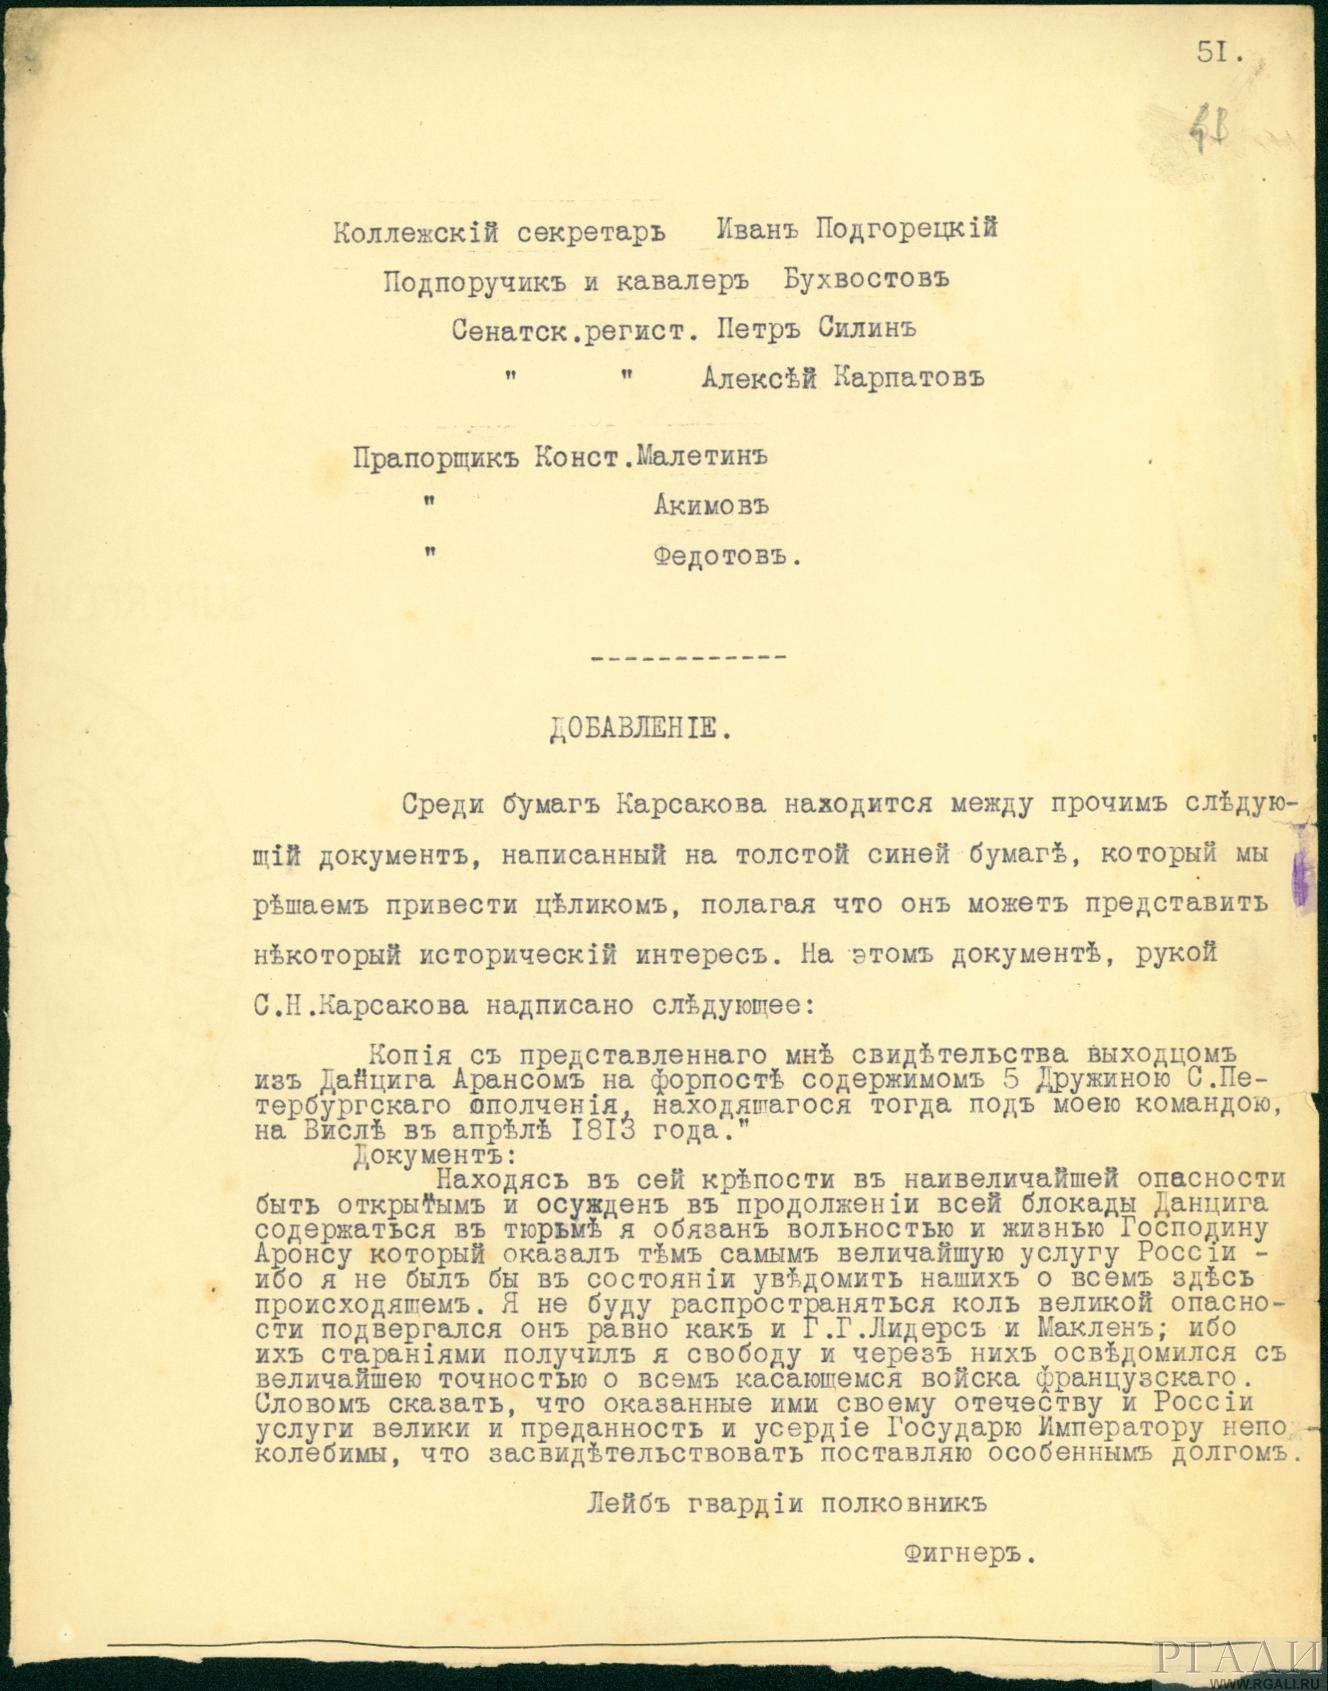 51.
Коллежскій секретарь Иванъ Подгорецкій
Подпоручикъ и кавалеръ Бухвостовъ
Сенатск.регист. Петръ Силинъ
" " Алексѣй Карпатовъ
Прапорщикъ Конст.Малетинъ
" Акимовъ
" Федотовъ.
------------
ДОБАВЛЕНІЕ.
Среди бумагъ Карсакова находится между прочимъ слѣдую-
щій документъ, написанный на толстой синей бумагѣ, который мы
рѣшаемъ привести цѣликомъ, полагая что онъ можетъ представить
нѣкоторый историческій интересъ. На этомъ документѣ, рукой
С.Н.Карсакова надписано слѣдующее:
Копія съ представленнаго мнѣ свидѣтельства выходцомъ
изъ Данцига Арансомъ на форпостѣ содержимомъ 5 Дружиною С.Пе-
тербургскаго ополченія, находящагося тогда подъ моею командою,
на Вислѣ въ апрѣлѣ 1813 года."
Документъ:
Находясь въ сей крѣпости въ наивеличайшей опасности
быть открытымъ и осужденъ въ продолженіи всей блокады Данцига
содержаться въ тюрьмѣ я обязанъ вольностью и жизнью Господину
Аронсу который оказалъ тѣмъ самымъ величайшую услугу Россіи -
ибо я не былъ бы въ состояніи увѣдомить нашихъ о всемъ здѣсь
происходящемъ. Я не буду распространяться коль великой опасно-
сти подвергался онъ равно какъ и Г.Г.Лидерсъ и Макленъ; ибо
ихъ стараніями получилъ я свободу и черезъ нихъ освѣдомился съ
величайшею точностью о всемъ касающемся войска французскаго.
Словомъ сказать, что оказанные ими своему отечеству и Россіи
услуги велики и преданность и усердіе Государю Императору непо-
колебимы, что засвидѣтельствовать поставляю особеннымъ долгомъ.
Лейбъ гвардіи полковникъ
Фигнеръ.
РГАЛИ
WWW.RGALI.RU